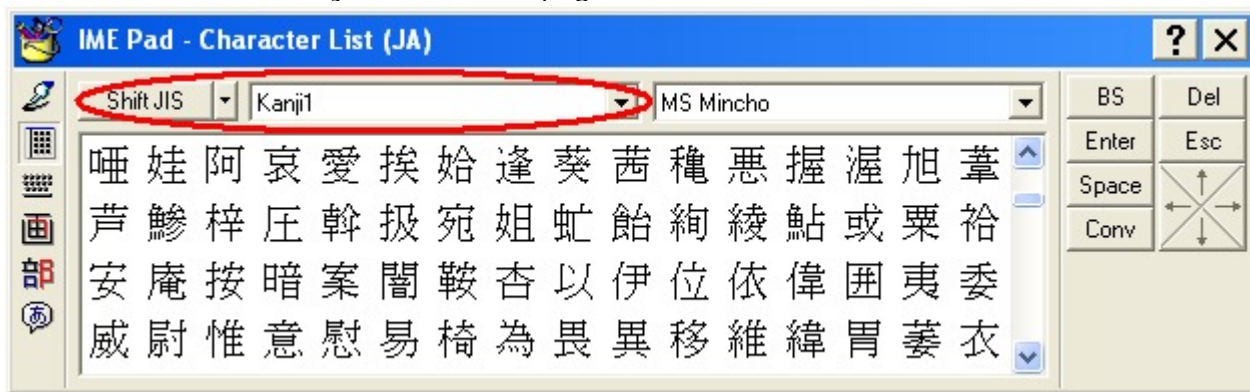 IME Pad - Character List (JA)
Shift JIS Kanji1 MS Mincho BS Del
唖 娃 阿 哀 愛 挨 姶 逢 葵 茜 穐 悪 握 渥 旭 葦 Enter Esc
芦 鯵 梓 圧 斡 扱 宛 姐 虻 飴 絢 綾 鮎 或 粟 袷 Space
安 庵 按 暗 案 闇 鞍 杏 以 伊 位 依 偉 囲 夷 委 Conv
威 尉 惟 意 慰 易 椅 為 畏 異 移 維 緯 胃 萎 衣
画
部B
あ